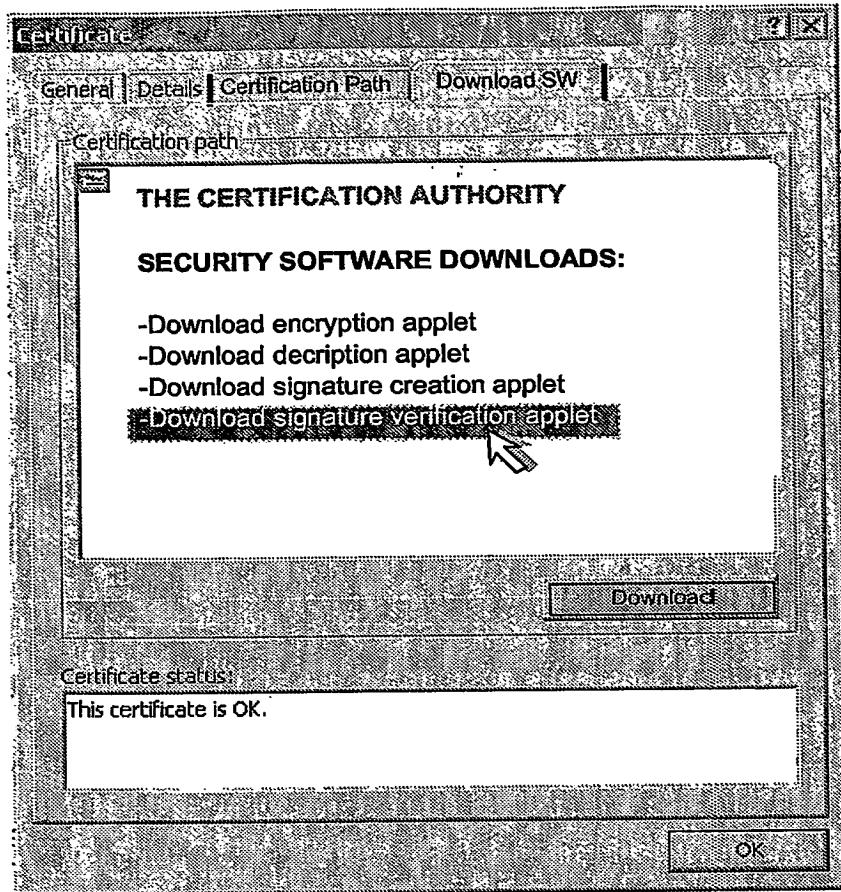 Certificate
? X
General Details Certification Path Download SW
Certification path
THE CERTIFICATION AUTHORITY
SECURITY SOFTWARE DOWNLOADS:
-Download encryption applet
-Download decription applet
-Download signature creation applet
-Download signature verification applet
Download
Certificate status:
This certificate is OK.
OK